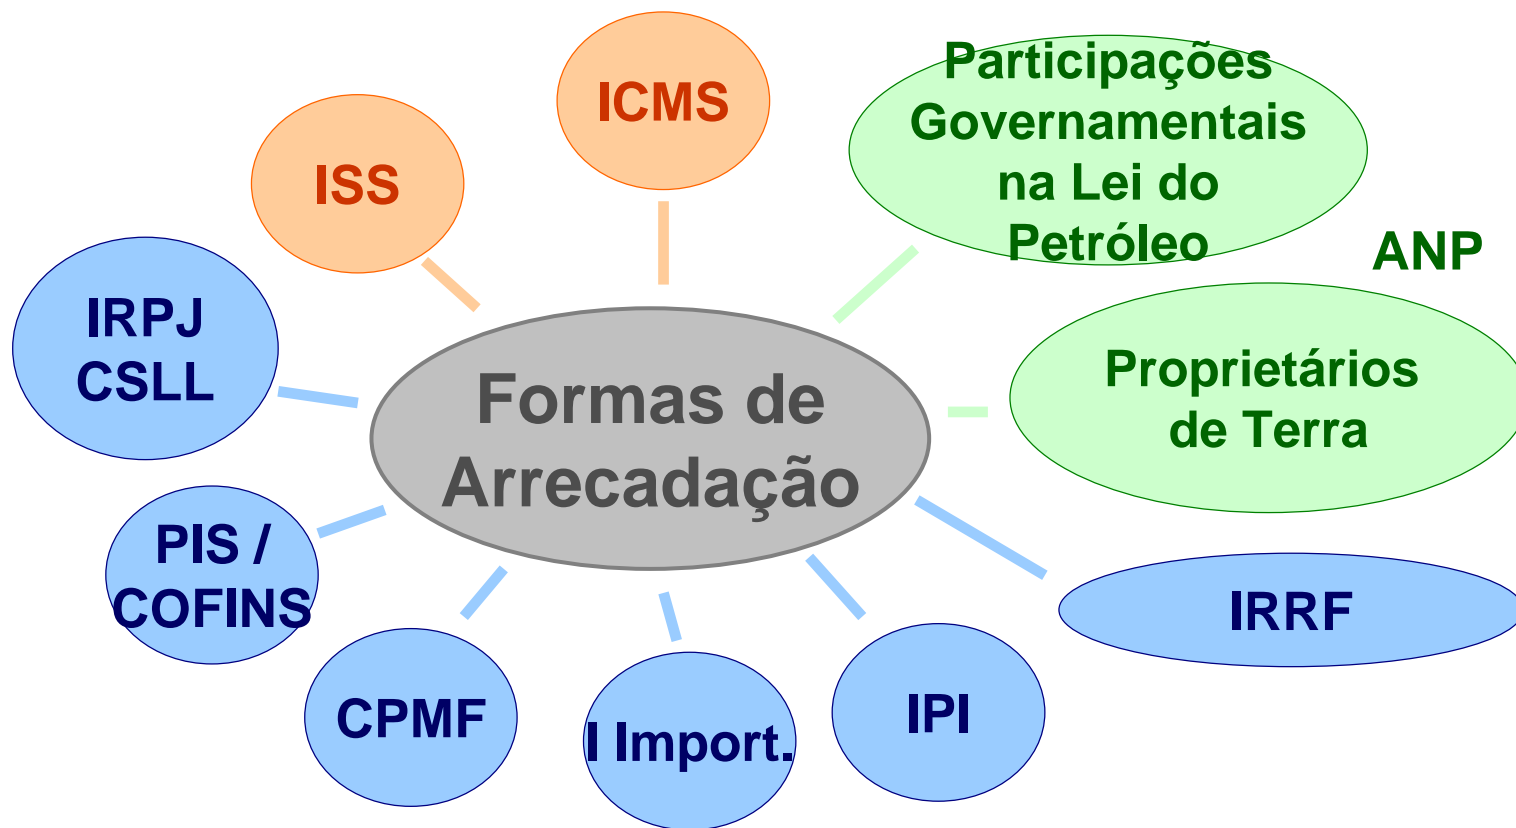 ICMS
Participações
Governamentais
na Lei do
Petróleo
ISS
ANP
IRPJ
CSLL
Proprietários
de Terra
Formas de
Arrecadação
PIS /
COFINS
IRRF
CPMF
I Import.
IPI